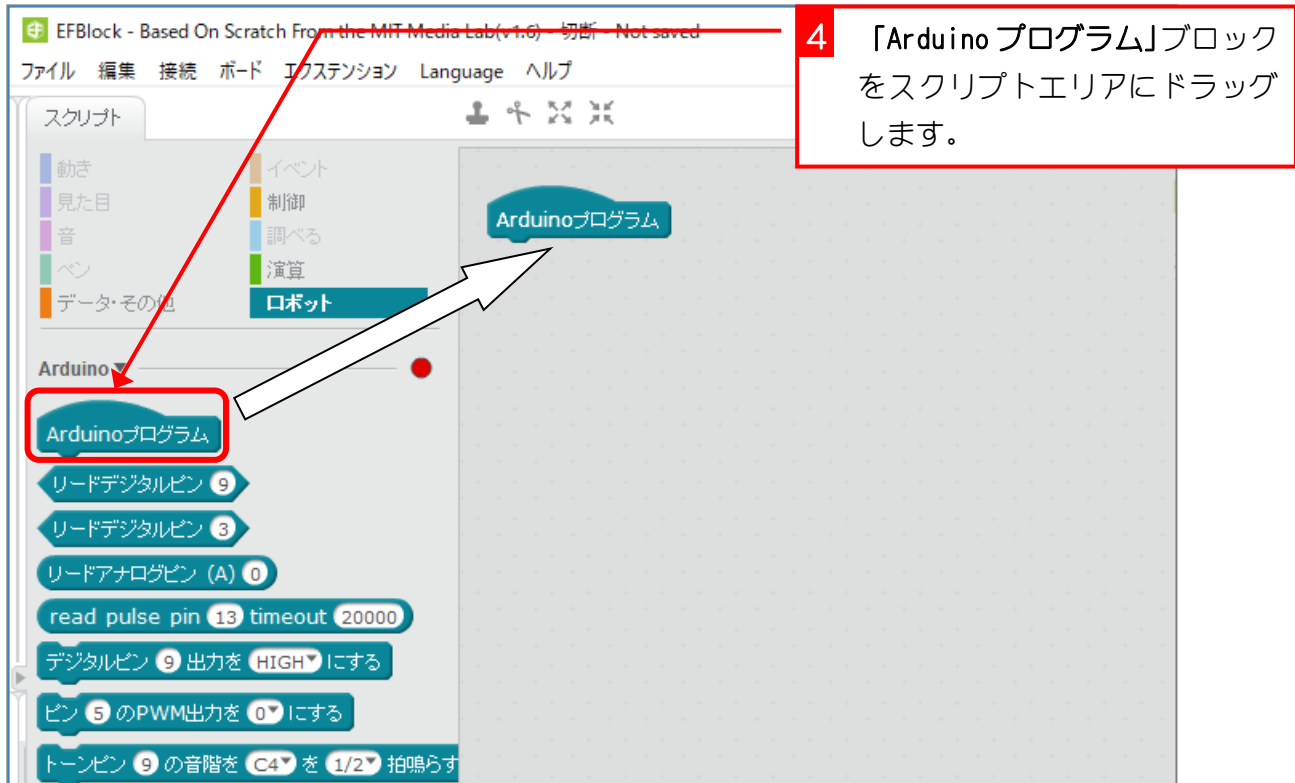 EFBlock - Based On Scratch From the MIT Media Lab(v1.6) - 切断 - Not saved
ファイル 編集 接続 ボード エクステンション Language ヘルプ
4 「Arduino プログラム」ブロック
をスクリプトエリアにドラッグ
します。
スクリプト
動き イベント
見た目 制御
音 調べる
ペン 演算
データ・その他 ロボット
Arduino
Arduinoプログラム
リードデジタルピン 9
リードデジタルピン 3
リードアナログピン (A) 0
read pulse pin 13 timeout 20000
デジタルピン 9 出力を HIGH にする
ピン 5 のPWM出力を 0 にする
トーンピン 9 の音階を C4 を 1/2 拍鳴らす
Arduinoプログラム